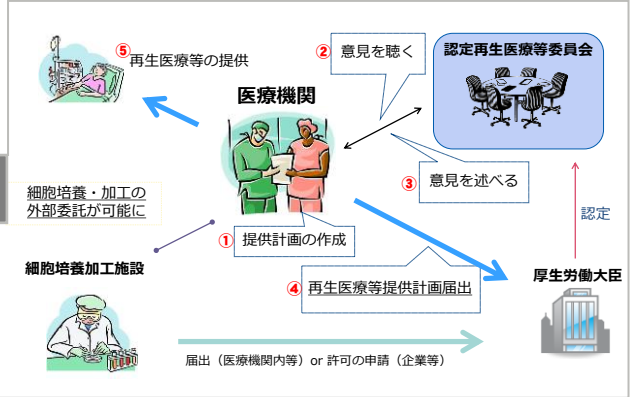 ⑤
再生医療等の提供
②
意見を聴く
認定再生医療等委員会
医療機関
③
意見を述べる
細胞培養・加工の
外部委託が可能に
認定
①
提供計画の作成
細胞培養加工施設
④
再生医療等提供計画届出
厚生労働大臣
届出（医療機関内等）or 許可の申請（企業等）